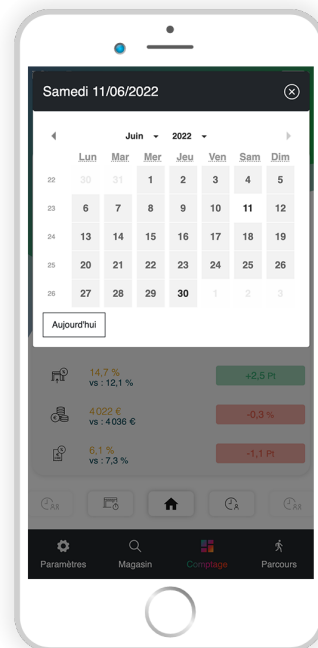 Samedi 11/06/2022
Juin 2022
Lun Mar Mer Jeu Ven Sam Dim
22 30 31 1 2 3 4 5
23 6 7 8 9 10 11 12
24 13 14 15 16 17 18 19
25 20 21 22 23 24 25 26
26 27 28 29 30 1 2 3
Aujourd'hui
14,7 % +2,5 Pt
vs : 12,1 %
4022 € -0,3 %
vs : 4036 €
6,1 % -1,1 Pt
vs : 7,3 %
Paramètres Magasin Comptage Parcours